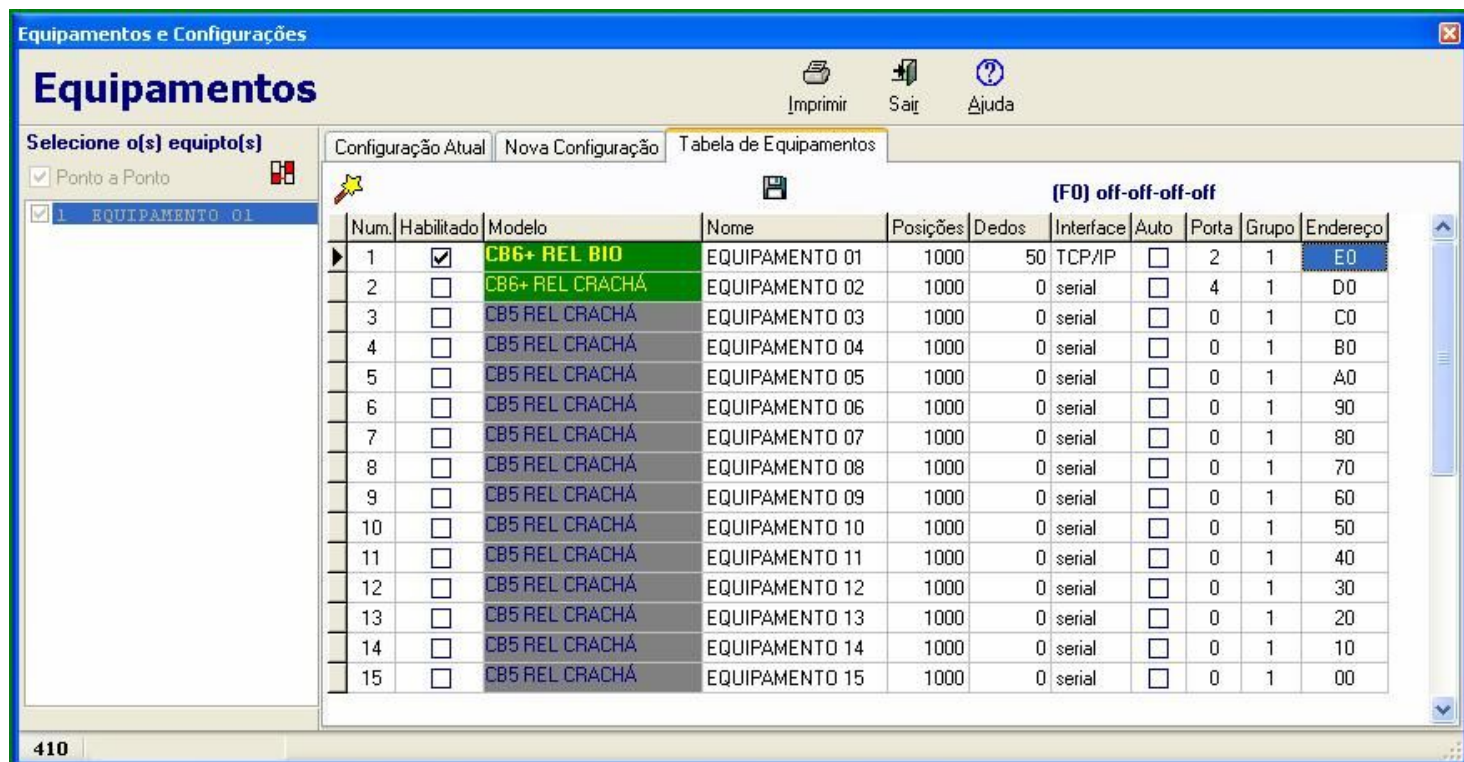 Equipamentos e Configurações
Equipamentos
Imprimir Sair Ajuda
Selecione o(s) equipto(s)
Ponto a Ponto
1 EQUIPAMENTO 01
Configuração Atual Nova Configuração Tabela de Equipamentos
(F0) off-off-off-off
Num. Habilitado Modelo Nome Posições Dedos Interface Auto Porta Grupo Endereço
1 CB6+ REL BIO EQUIPAMENTO 01 1000 50 TCP/IP 2 1 E0
2 CB6+ REL CRACHÁ EQUIPAMENTO 02 1000 0 serial 4 1 D0
3 CB5 REL CRACHÁ EQUIPAMENTO 03 1000 0 serial 0 1 C0
4 CB5 REL CRACHÁ EQUIPAMENTO 04 1000 0 serial 0 1 B0
5 CB5 REL CRACHÁ EQUIPAMENTO 05 1000 0 serial 0 1 A0
6 CB5 REL CRACHÁ EQUIPAMENTO 06 1000 0 serial 0 1 90
7 CB5 REL CRACHÁ EQUIPAMENTO 07 1000 0 serial 0 1 80
8 CB5 REL CRACHÁ EQUIPAMENTO 08 1000 0 serial 0 1 70
9 CB5 REL CRACHÁ EQUIPAMENTO 09 1000 0 serial 0 1 60
10 CB5 REL CRACHÁ EQUIPAMENTO 10 1000 0 serial 0 1 50
11 CB5 REL CRACHÁ EQUIPAMENTO 11 1000 0 serial 0 1 40
12 CB5 REL CRACHÁ EQUIPAMENTO 12 1000 0 serial 0 1 30
13 CB5 REL CRACHÁ EQUIPAMENTO 13 1000 0 serial 0 1 20
14 CB5 REL CRACHÁ EQUIPAMENTO 14 1000 0 serial 0 1 10
15 CB5 REL CRACHÁ EQUIPAMENTO 15 1000 0 serial 0 1 00
410